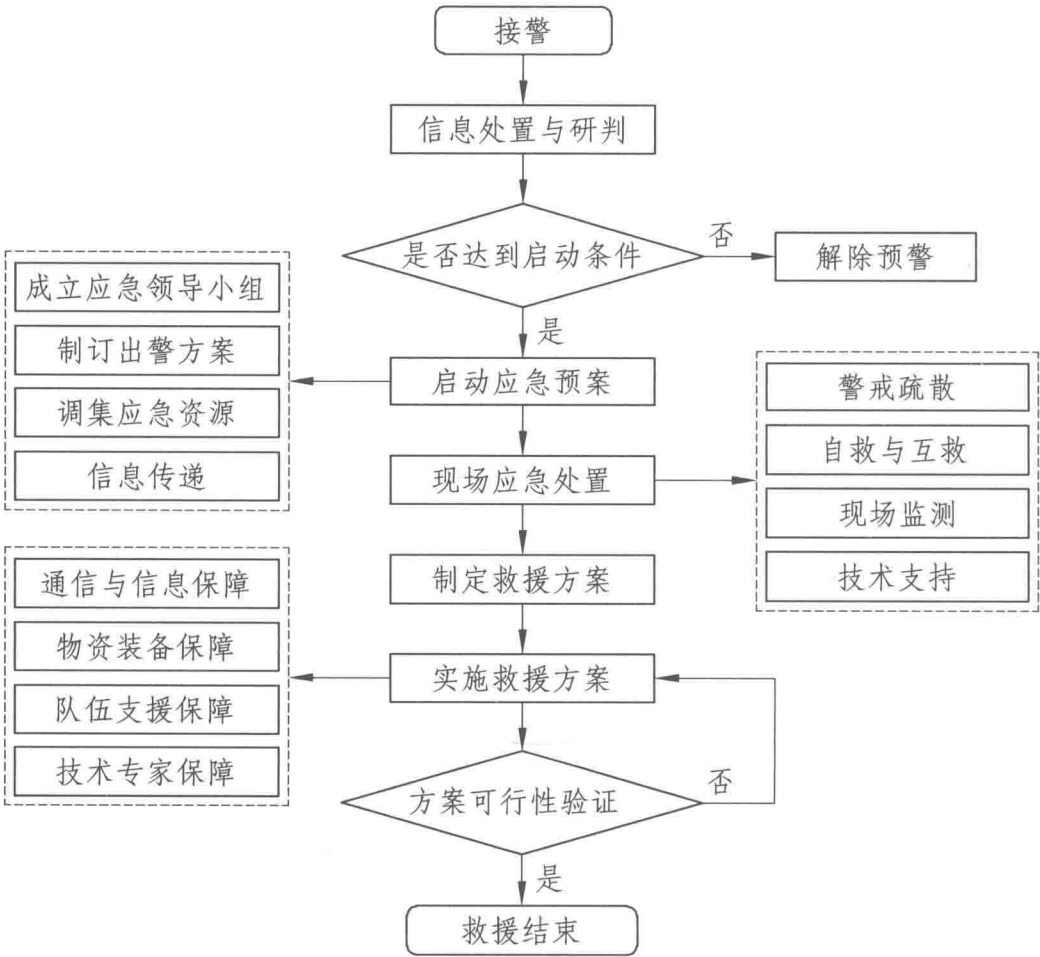 接警
信息处置与研判
是否达到启动条件
否
解除预警
是
成立应急领导小组
制订出警方案
调集应急资源
信息传递
启动应急预案
警戒疏散
自救与互救
现场监测
技术支持
现场应急处置
制定救援方案
通信与信息保障
物资装备保障
队伍支援保障
技术专家保障
实施救援方案
方案可行性验证
否
是
救援结束